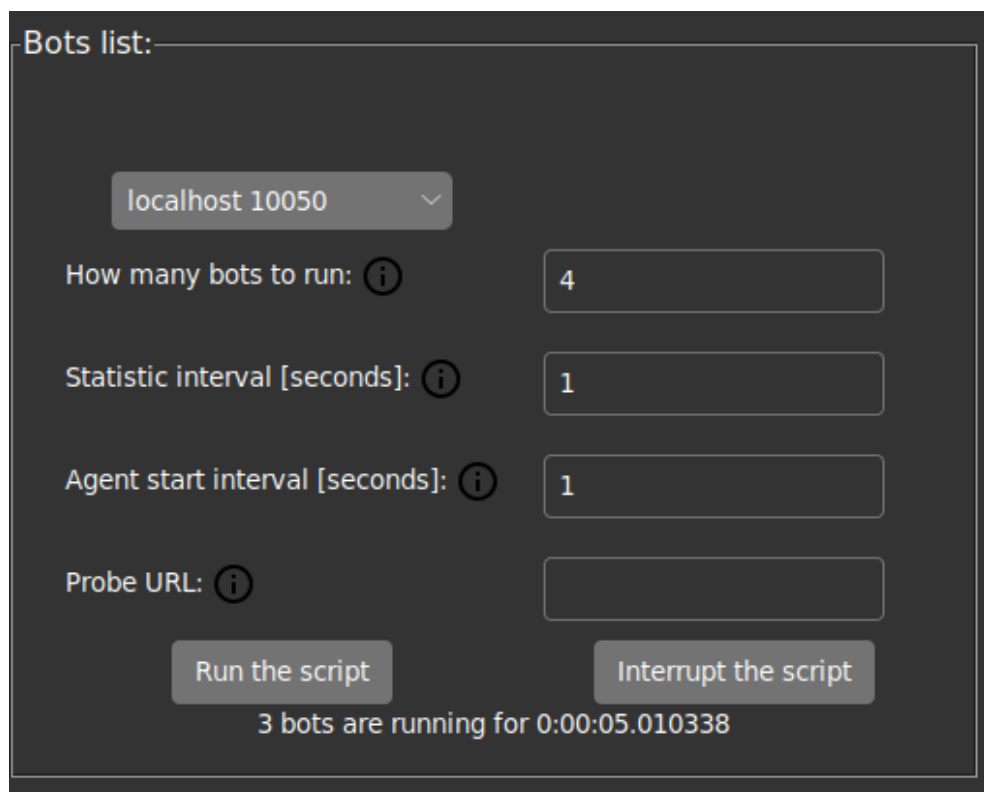 Bots list:
localhost 10050
How many bots to run: 4
Statistic interval [seconds]: 1
Agent start interval [seconds]: 1
Probe URL:
Run the script Interrupt the script
3 bots are running for 0:00:05.010338